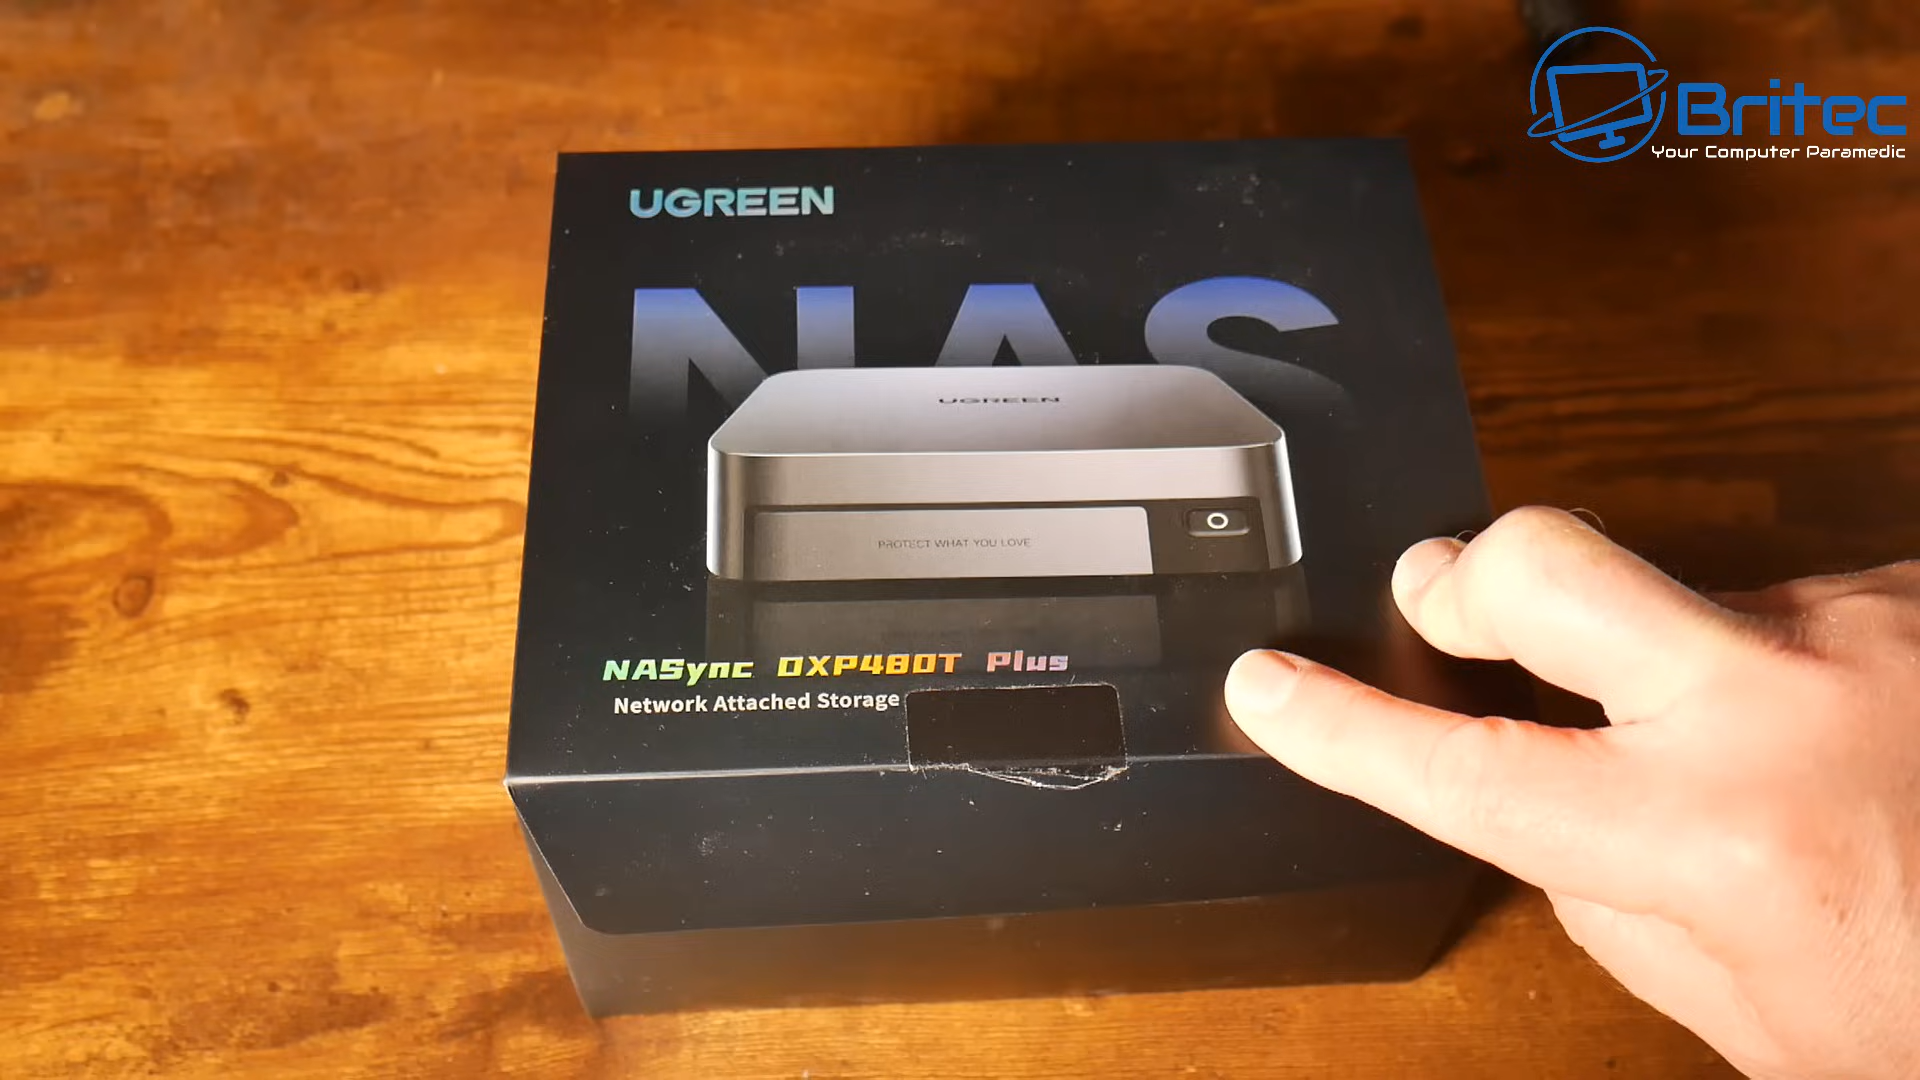 Britec
Your Computer Paramedic
UGREEN
NAS
UGREEN
PROTECT WHAT YOU LOVE
NASync DXP480T Plus
Network Attached Storage